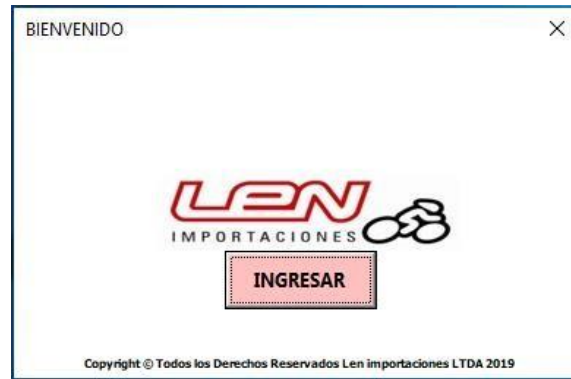 BIENVENIDO
LEN
IMPORTACIONES
INGRESAR
Copyright © Todos los Derechos Reservados Len importaciones LTDA 2019